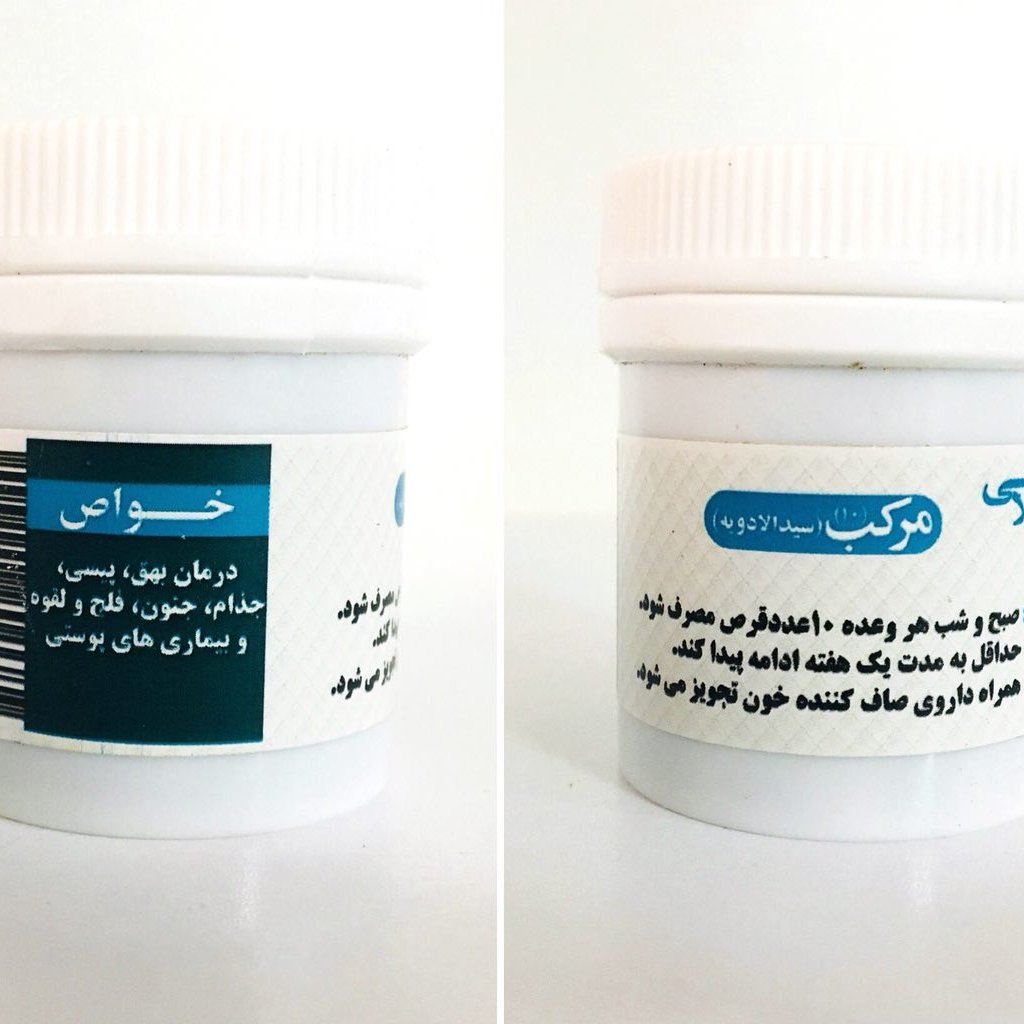 خواص
درمان بهق، پیسی،
جذام، جنون، فلج و لقوه
و بیماری های پوستی
مصرف شود.
می شود.
مرکب (۱۰) (سیدالادویه)
صبح و شب هر وعده ۱۰عددقرص مصرف شود.
حداقل به مدت یک هفته ادامه پیدا کند.
همراه داروی صاف کننده خون تجویز می شود.